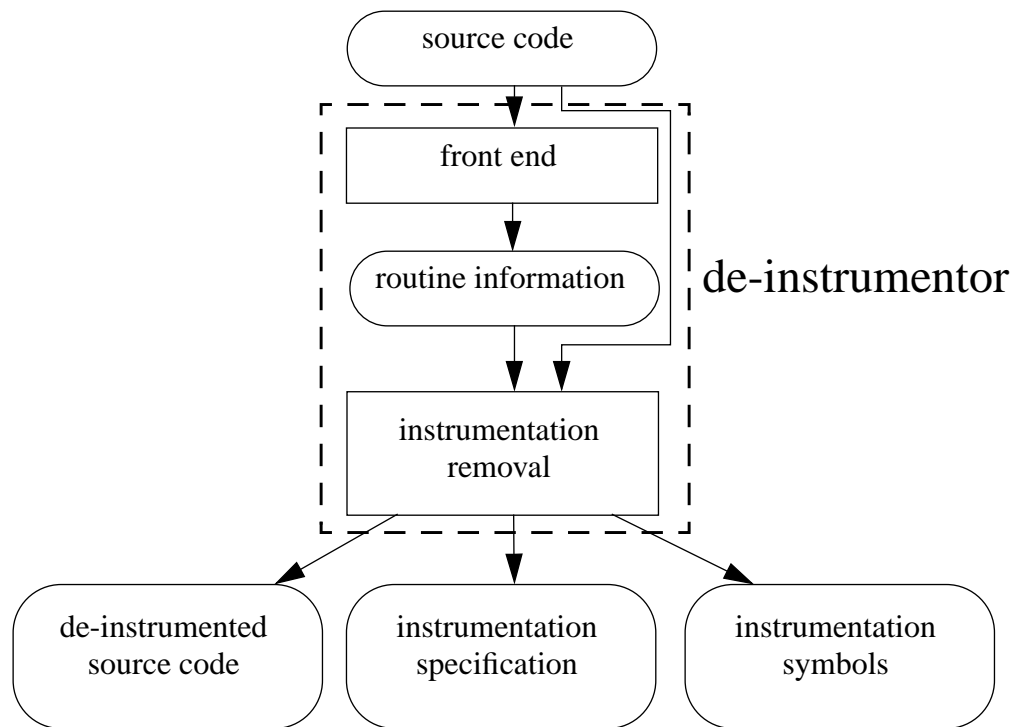 source code
front end
routine information
de-instrumentor
instrumentation
removal
de-instrumented
source code
instrumentation
specification
instrumentation
symbols